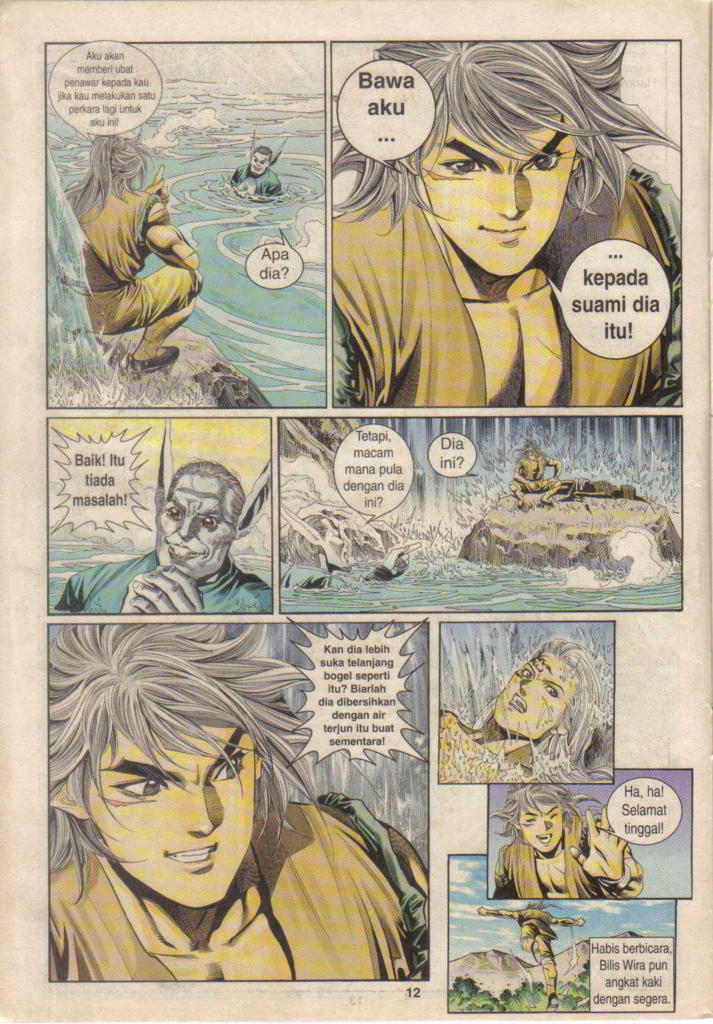 Aku akan
memberi ubat
penawar kepada kau
jika kau melakukan satu
perkara lagi untuk
aku ini!
Apa
dia?
Bawa
aku
...
...
kepada
suami dia
itu!
Baik! Itu
tiada
masalah!
Tetapi,
macam
mana pula
dengan dia
ini?
Dia
ini?
Kan dia lebih
suka telanjang
bogel seperti
itu? Biarlah
dia dibersihkan
dengan air
terjun itu buat
sementara!
Ha, ha!
Selamat
tinggal!
Habis berbicara,
Bilis Wira pun
angkat kaki
dengan segera.
12